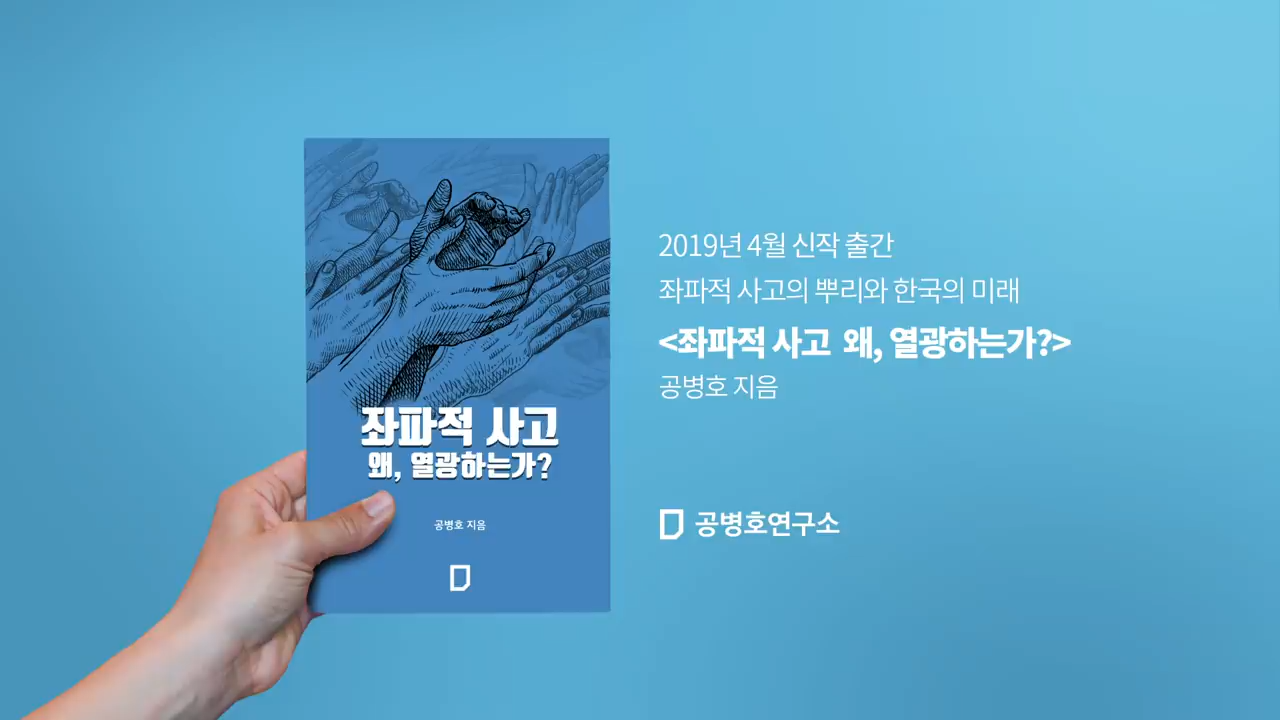 좌파적 사고
왜, 열광하는가?
공병호 지음
2019년 4월 신작 출간
좌파적 사고의 뿌리와 한국의 미래
<좌파적 사고 왜, 열광하는가?>
공병호 지음
공병호연구소